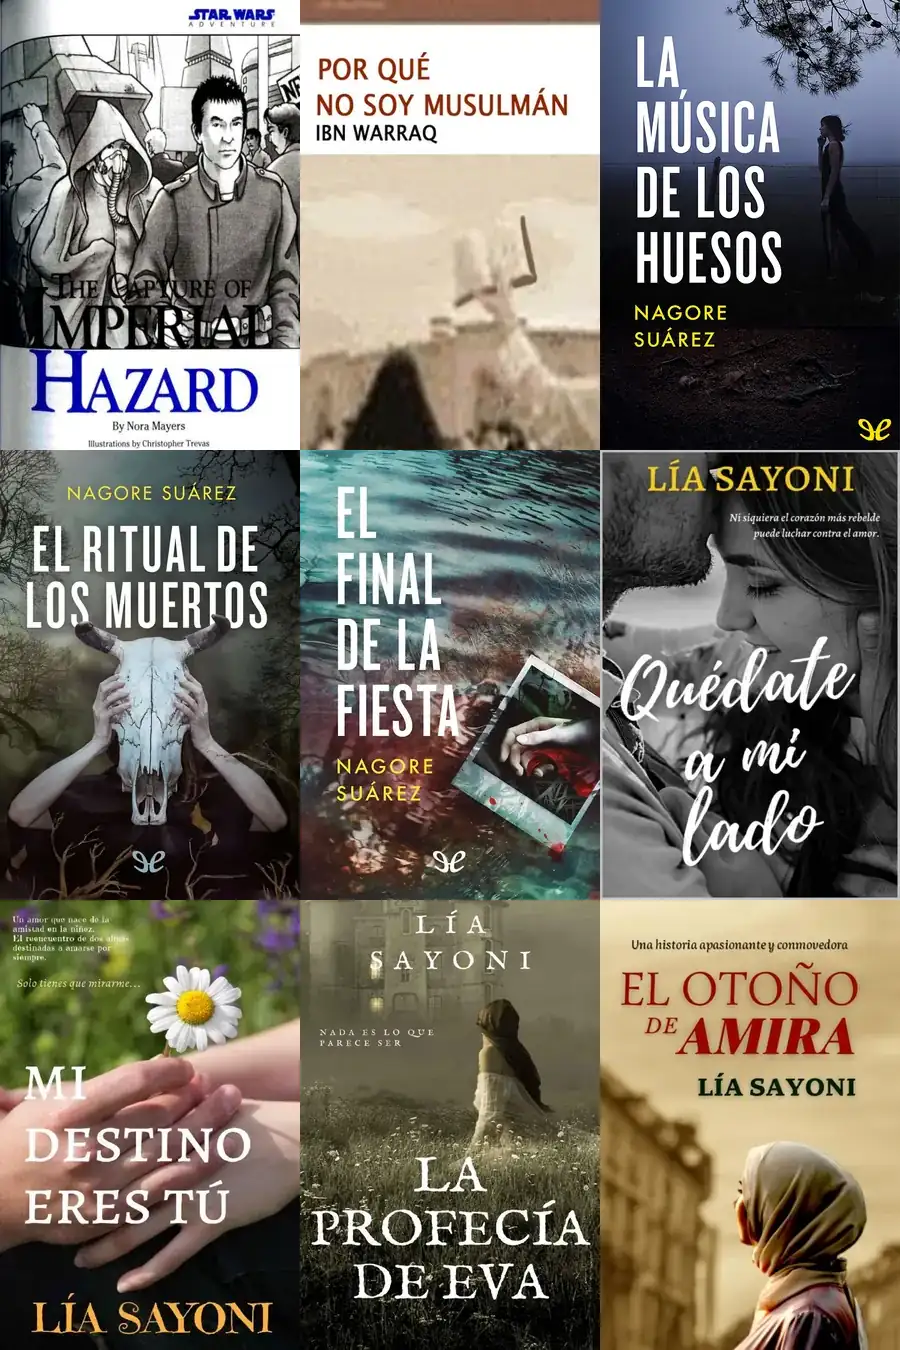 STAR WARS
ADVENTURE
NE
THE CAPTURE OF
IMPERIAL
HAZARD
By Nora Mayers
Illustrations by Christopher Trevas
POR QUÉ
NO SOY MUSULMÁN
IBN WARRAQ
LA
MÚSICA
DE LOS
HUESOS
NAGORE
SUÁREZ
NAGORE SUÁREZ
EL RITUAL DE
LOS MUERTOS
EL
FINAL
DE LA
FIESTA
NAGORE
SUÁREZ
LÍA SAYONI
Ni siquiera el corazón más rebelde
puede luchar contra el amor.
Quédate
a mi
lado
Un amor que nace de la
amistad en la niñez.
El reencuentro de dos almas
destinadas a amarse por
siempre.
Solo tienes que mirarme...
MI
DESTINO
ERES TÚ
LÍA SAYONI
LÍA
SAYONI
NADA ES LO QUE
PARECE SER
LA
PROFECÍA
DE EVA
Una historia apasionante y conmovedora
EL OTOÑO
DE AMIRA
LÍA SAYONI